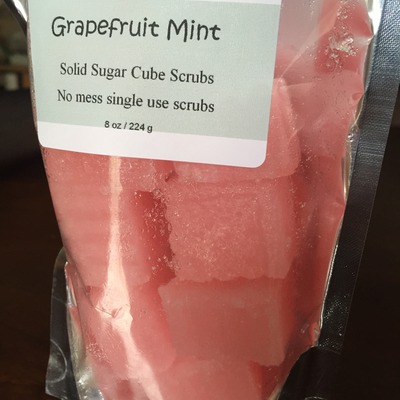 Grapefruit Mint
Solid Sugar Cube Scrubs
No mess single use scrubs
8 oz / 224 g